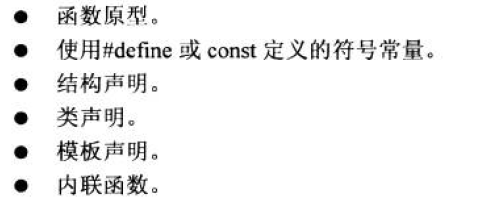 ● 函数原型。
● 使用#define 或 const 定义的符号常量。
● 结构声明。
● 类声明。
● 模板声明。
● 内联函数。